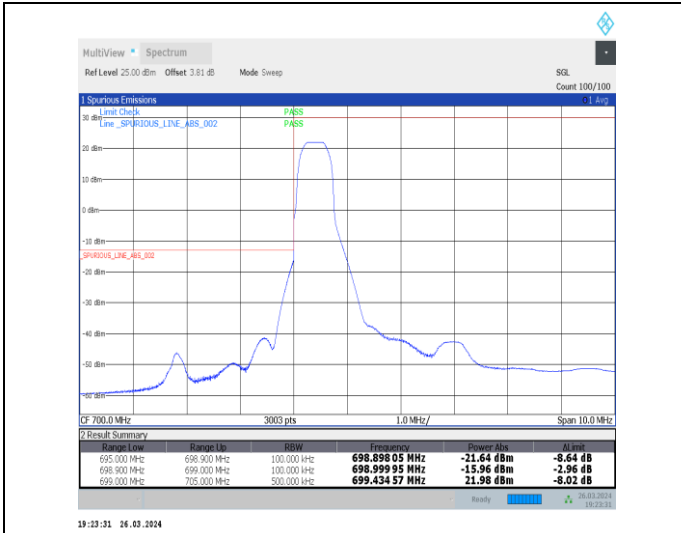 MultiView Spectrum
Ref Level 25.00 dBm Offset 3.81 dB Mode Sweep SGL
Count 100/100
1 Spurious Emissions 1 Avg
Limit Check PASS
30 dBm
Line _SPURIOUS_LINE_ABS_002 PASS
20 dBm
10 dBm
0 dBm
-10 dBm
_SPURIOUS_LINE_ABS_002
-20 dBm
-30 dBm
-40 dBm
-50 dBm
-60 dBm
CF 700.0 MHz 3003 pts 1.0 MHz/ Span 10.0 MHz
2 Result Summary
Range Low Range Up RBW Frequency Power Abs ΔLimit
695.000 MHz 698.900 MHz 100.000 kHz 698.898 05 MHz -21.64 dBm -8.64 dB
698.900 MHz 699.000 MHz 100.000 kHz 698.999 95 MHz -15.96 dBm -2.96 dB
699.000 MHz 705.000 MHz 500.000 kHz 699.434 57 MHz 21.98 dBm -8.02 dB
Ready 26.03.2024
19:23:31
19:23:31 26.03.2024